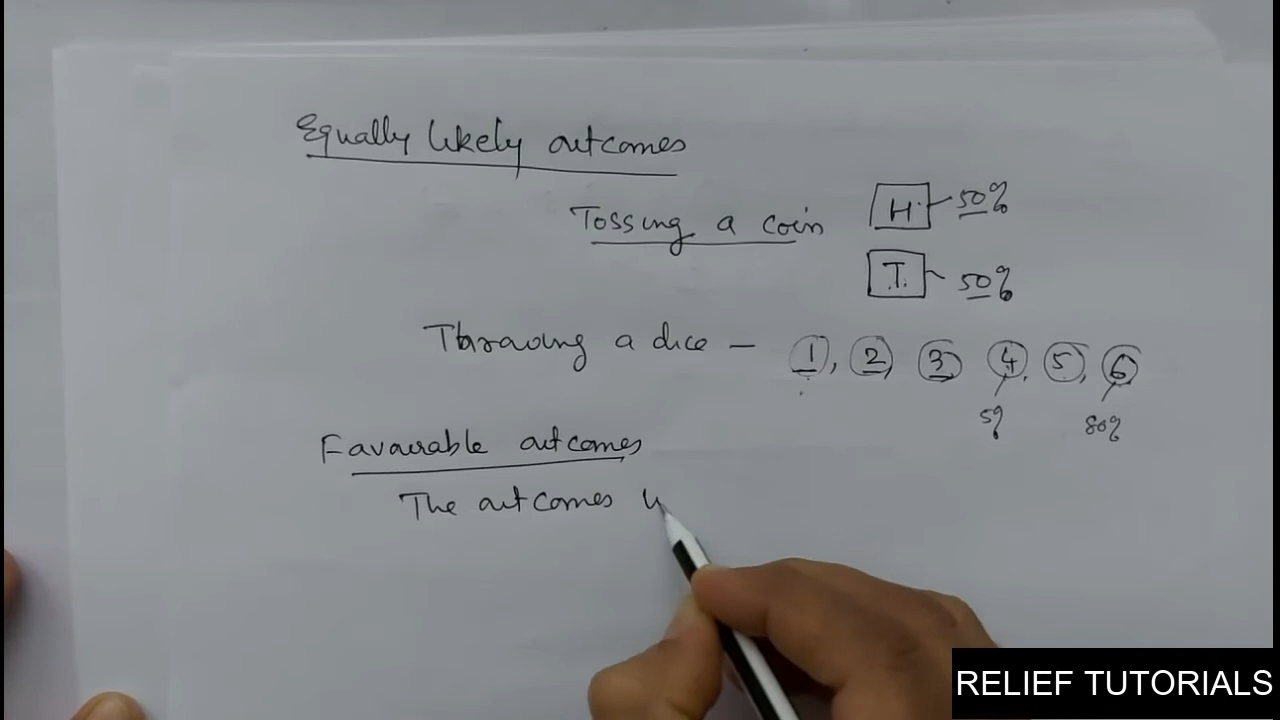 Equally likely outcomes
Tossing a coin H 50%
T 50%
Throwing a dice – 1, 2, 3 4, 5, 6
5% 80%
Favourable outcomes
The outcomes
RELIEF TUTORIALS